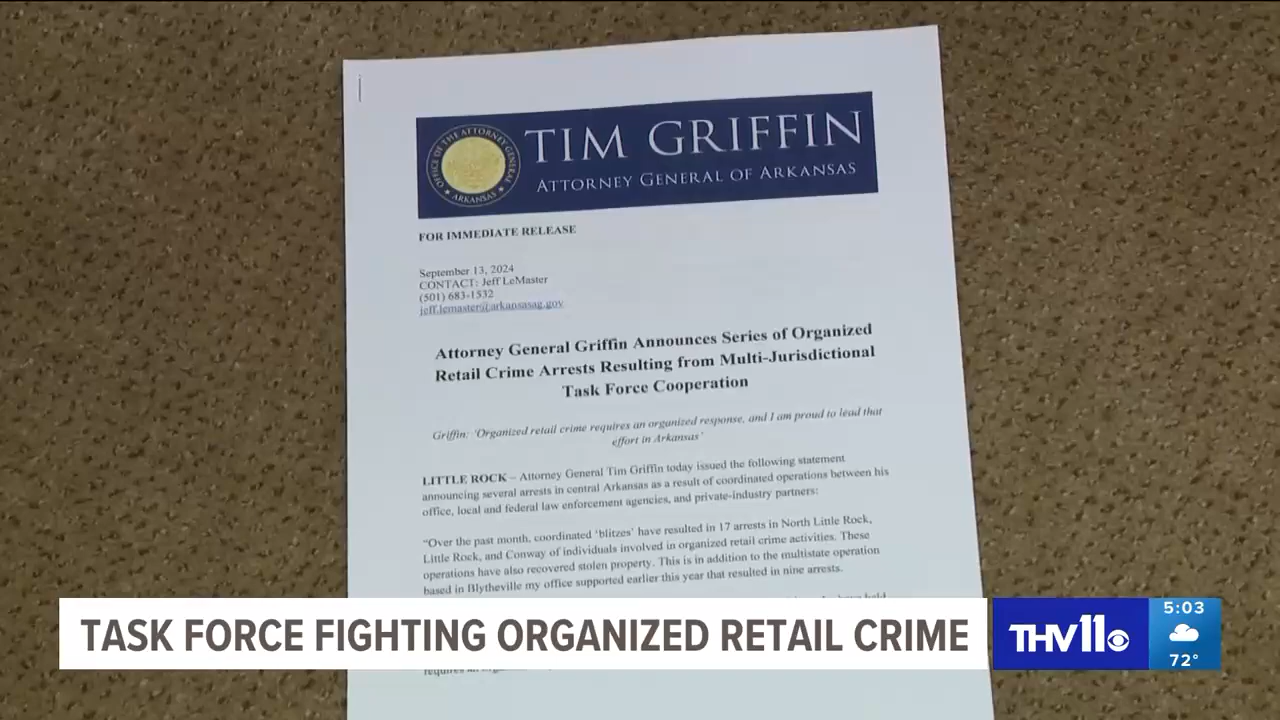 OFFICE OF THE ATTORNEY GENERAL
ARKANSAS
TIM GRIFFIN
ATTORNEY GENERAL OF ARKANSAS
FOR IMMEDIATE RELEASE
September 13, 2024
CONTACT: Jeff LeMaster
(501) 683-1532
jeff.lemaster@arkansasag.gov
Attorney General Griffin Announces Series of Organized
Retail Crime Arrests Resulting from Multi-Jurisdictional
Task Force Cooperation
Griffin: 'Organized retail crime requires an organized response, and I am proud to lead that
effort in Arkansas'
LITTLE ROCK – Attorney General Tim Griffin today issued the following statement
announcing several arrests in central Arkansas as a result of coordinated operations between his
office, local and federal law enforcement agencies, and private-industry partners:
“Over the past month, coordinated ‘blitzes’ have resulted in 17 arrests in North Little Rock,
Little Rock, and Conway of individuals involved in organized retail crime activities. These
operations have also recovered stolen property. This is in addition to the multistate operation
based in Blytheville my office supported earlier this year that resulted in nine arrests.
TASK FORCE FIGHTING ORGANIZED RETAIL CRIME
THV11
5:03
72°